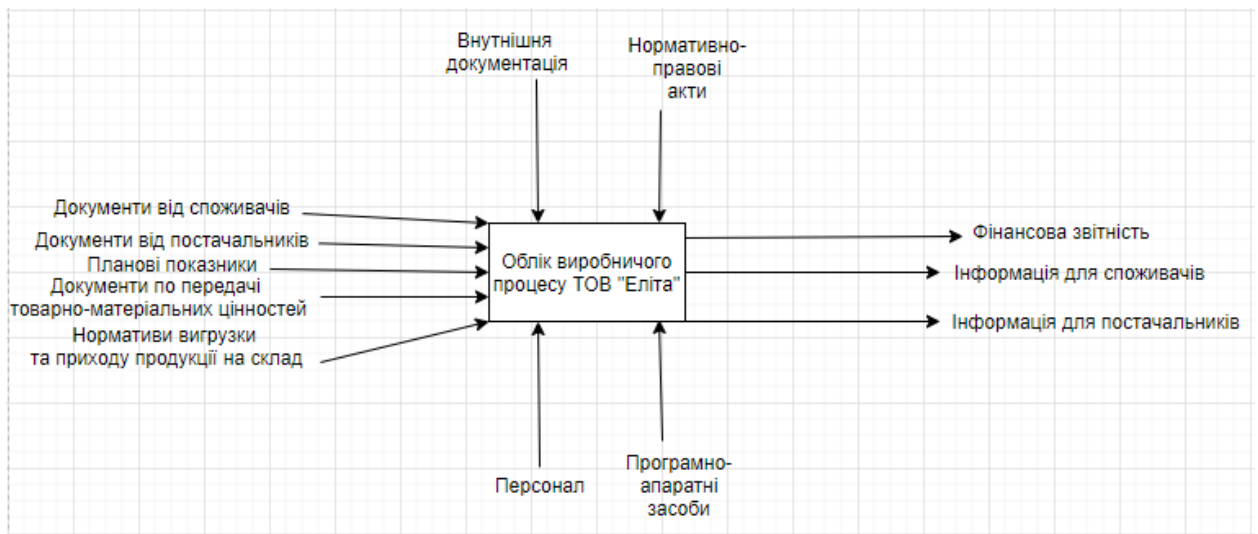 Внутнішня
документація
Нормативно-
правові
акти
Документи від споживачів
Документи від постачальників
Планові показники
Документи по передачі
товарно-матеріальних цінностей
Нормативи вигрузки
та приходу продукції на склад
Облік виробничого
процесу ТОВ "Еліта"
Фінансова звітність
Інформація для споживачів
Інформація для постачальників
Персонал
Програмно-
апаратні
засоби